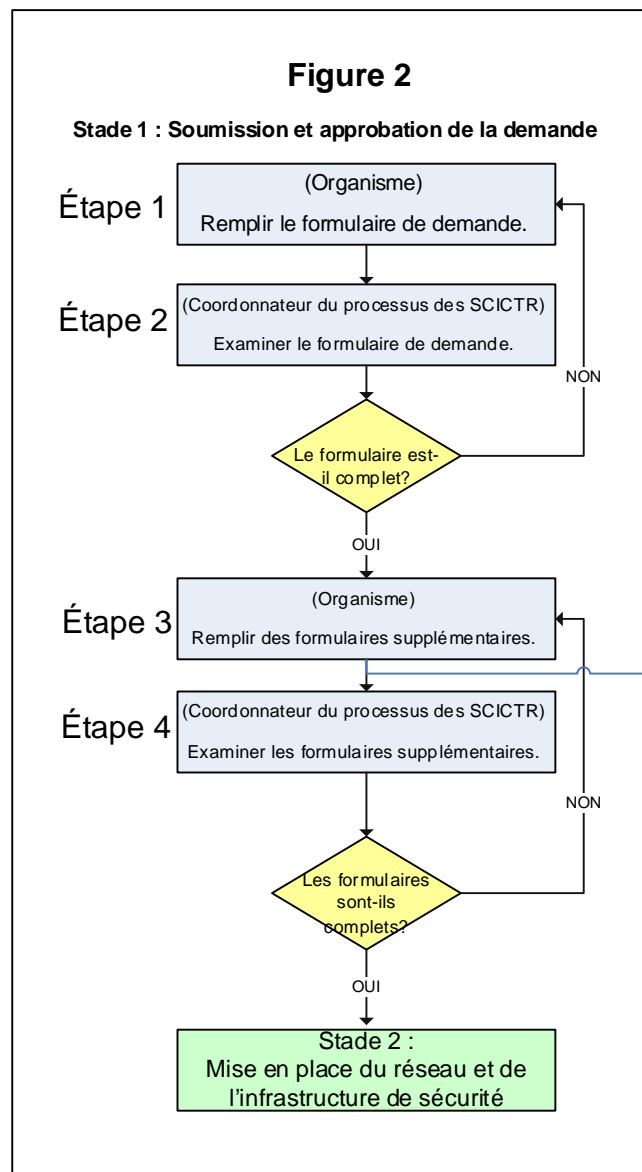 Figure 2
Stade 1 : Soumission et approbation de la demande
Étape 1
(Organisme)
Remplir le formulaire de demande.
Étape 2
(Coordonnateur du processus des SCICTR)
Examiner le formulaire de demande.
NON
Le formulaire est-
il complet?
OUI
Étape 3
(Organisme)
Remplir des formulaires supplémentaires.
Étape 4
(Coordonnateur du processus des SCICTR)
Examiner les formulaires supplémentaires.
NON
Les formulaires
sont-ils
complets?
OUI
Stade 2 :
Mise en place du réseau et de
l'infrastructure de sécurité